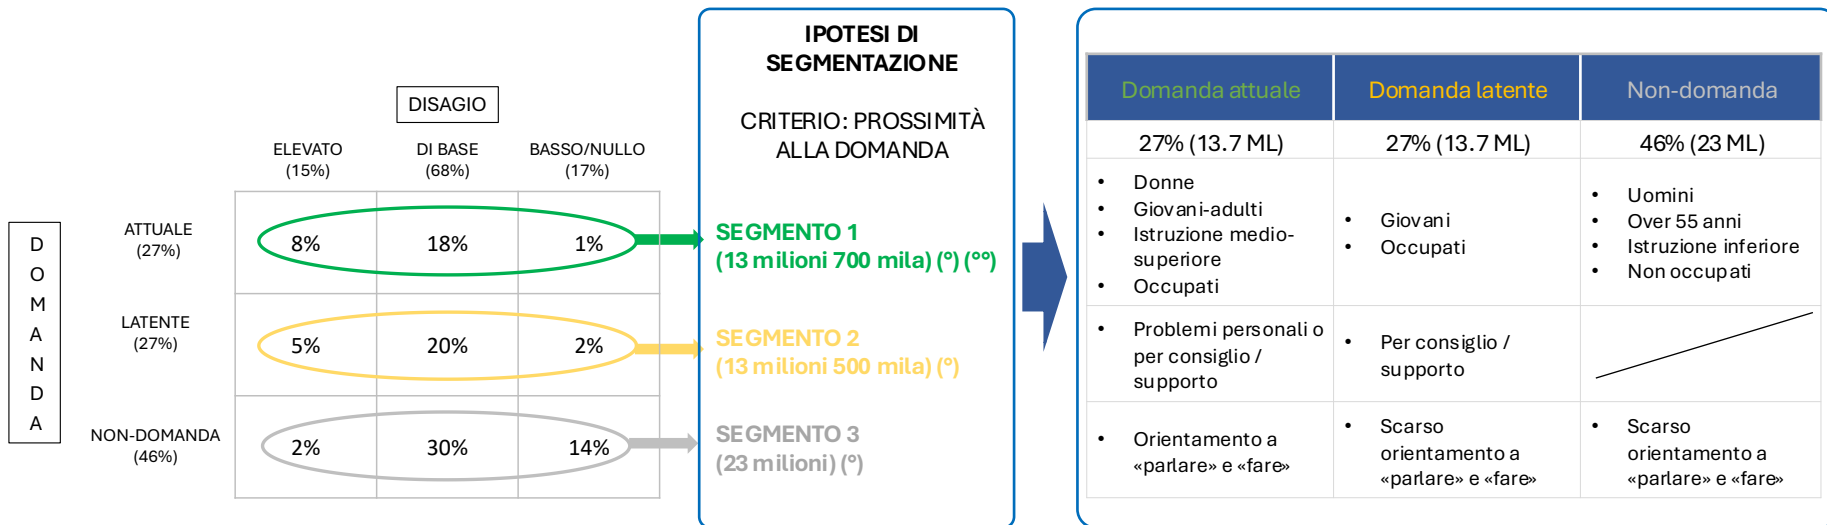 DISAGIO
ELEVATO
(15%)
DI BASE
(68%)
BASSO/NULLO
(17%)
D
O
M
A
N
D
A
ATTUALE
(27%)
8%
18%
1%
LATENTE
(27%)
5%
20%
2%
NON-DOMANDA
(46%)
2%
30%
14%
IPOTESI DI
SEGMENTAZIONE
CRITERIO: PROSSIMITÀ
ALLA DOMANDA
SEGMENTO 1
(13 milioni 700 mila) (°) (°°)
SEGMENTO 2
(13 milioni 500 mila) (°)
SEGMENTO 3
(23 milioni) (°)
Domanda attuale
Domanda latente
Non-domanda
27% (13.7 ML)
27% (13.7 ML)
46% (23 ML)
• Donne
• Giovani-adulti
• Istruzione medio-
superiore
• Occupati
• Giovani
• Occupati
• Uomini
• Over 55 anni
• Istruzione inferiore
• Non occupati
• Problemi personali o
per consiglio /
supporto
• Per consiglio /
supporto
• Orientamento a
«parlare» e «fare»
• Scarso
orientamento a
«parlare» e «fare»
• Scarso
orientamento a
«parlare» e «fare»